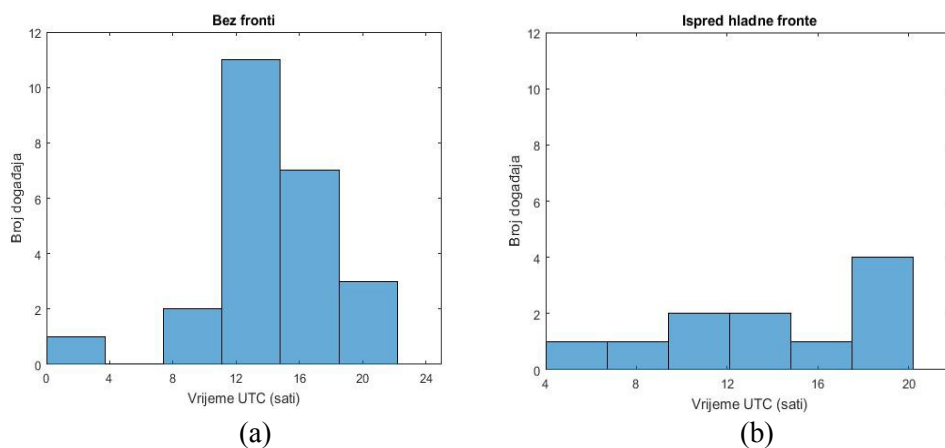 Bez fronti
12
10
8
6
4
2
0
Broj događaja
0 4 8 12 16 20 24
Vrijeme UTC (sati)
(a)
Ispred hladne fronte
12
10
8
6
4
2
0
Broj događaja
4 8 12 16 20
Vrijeme UTC (sati)
(b)